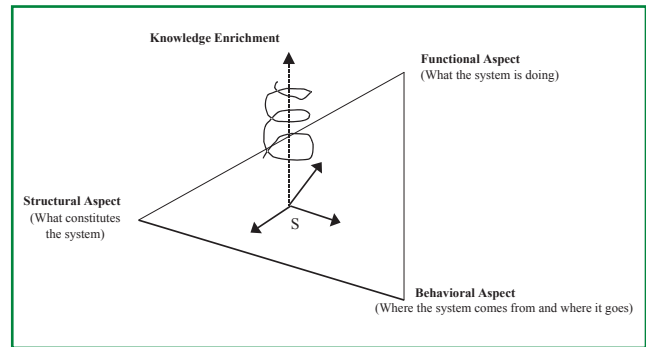 Knowledge Enrichment
Functional Aspect
(What the system is doing)
Structural Aspect
(What constitutes
the system)
S
Behavioral Aspect
(Where the system comes from and where it goes)